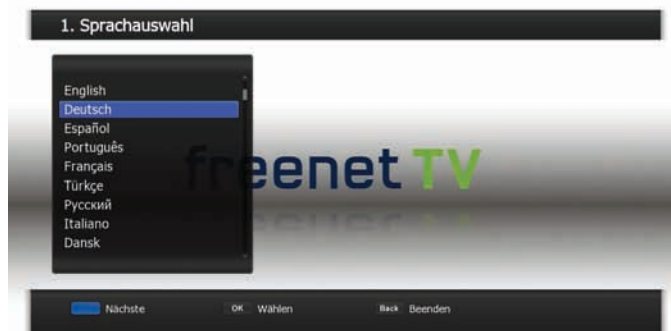 1. Sprachauswahl
English
Deutsch
Español
Português
Français
Türkçe
Русский
Italiano
Dansk
freenet TV
Nächste OK Wählen Back Beenden